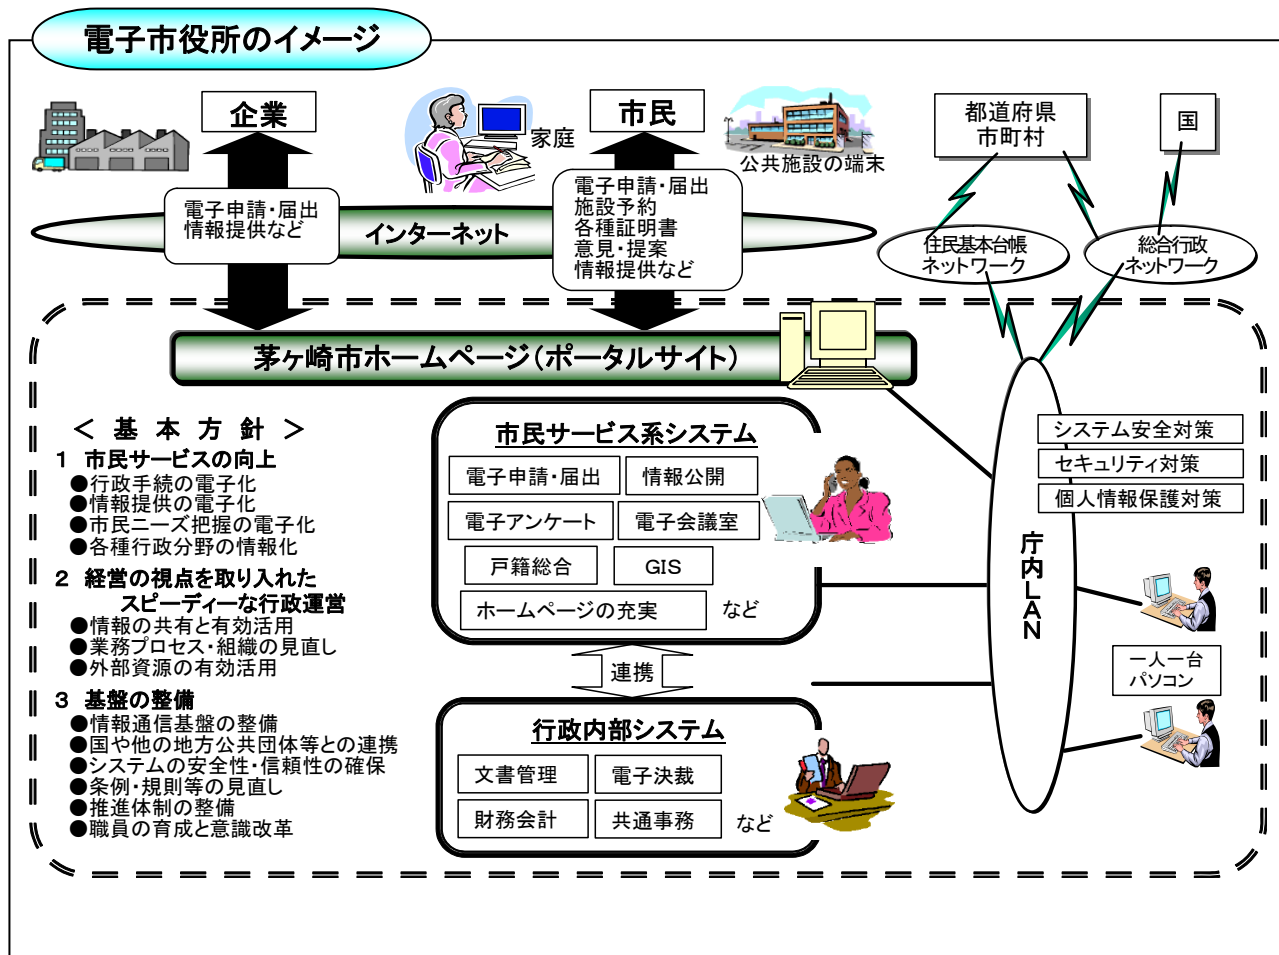 電子市役所のイメージ
企業
市民
家庭
公共施設の端末
都道府県
市町村
国
電子申請・届出
情報提供など
インターネット
電子申請・届出
施設予約
各種証明書
意見・提案
情報提供など
住民基本台帳
ネットワーク
総合行政
ネットワーク
茅ヶ崎市ホームページ（ポータルサイト）
＜ 基 本 方 針 ＞
１ 市民サービスの向上
●行政手続の電子化
●情報提供の電子化
●市民ニーズ把握の電子化
●各種行政分野の情報化
２ 経営の視点を取り入れた
スピーディーな行政運営
●情報の共有と有効活用
●業務プロセス・組織の見直し
●外部資源の有効活用
３ 基盤の整備
●情報通信基盤の整備
●国や他の地方公共団体等との連携
●システムの安全性・信頼性の確保
●条例・規則等の見直し
●推進体制の整備
●職員の育成と意識改革
市民サービス系システム
電子申請・届出
情報公開
電子アンケート
電子会議室
戸籍総合
GIS
ホームページの充実
など
連携
行政内部システム
文書管理
電子決裁
財務会計
共通事務
など
庁内LAN
システム安全対策
セキュリティ対策
個人情報保護対策
一人一台
パソコン